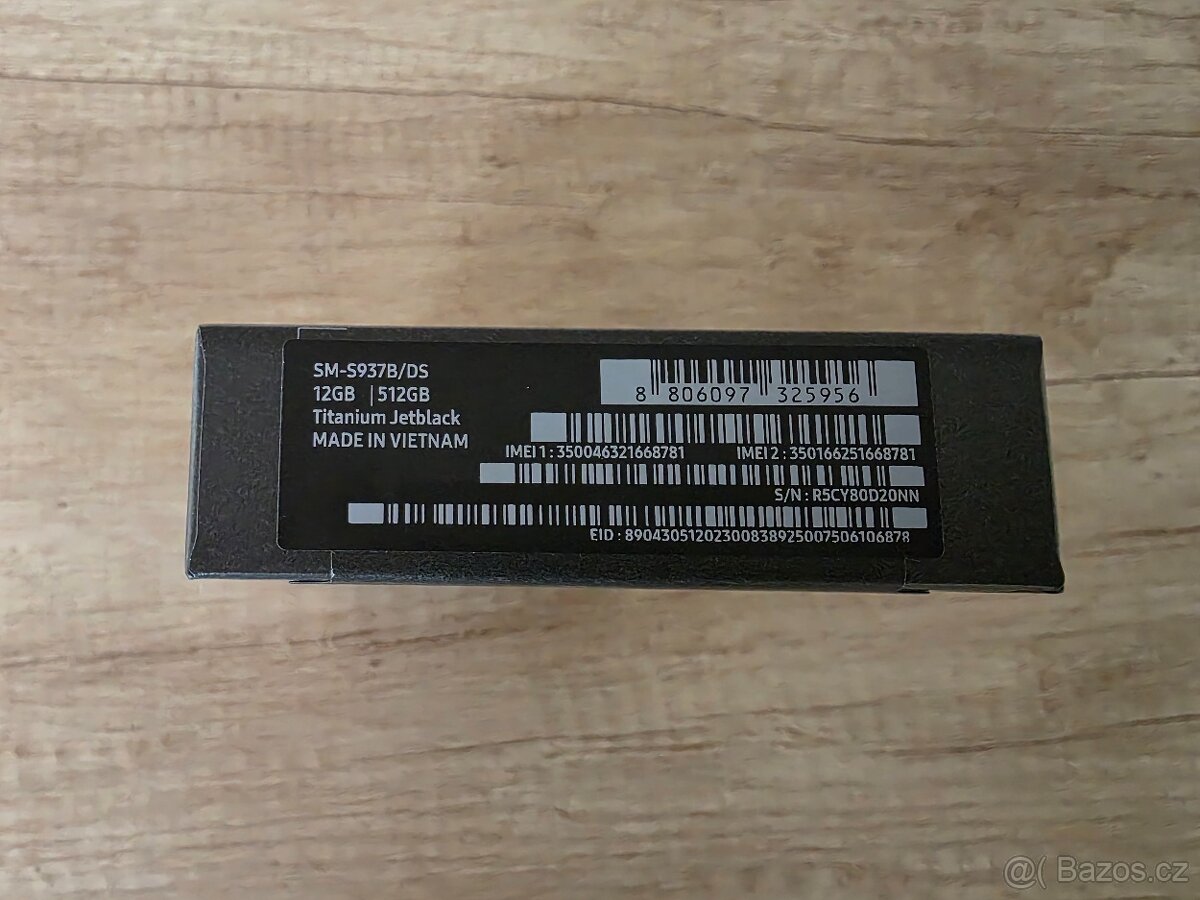 SM-S937B/DS
12GB | 512GB
Titanium Jetblack
MADE IN VIETNAM
8 806097 325956
IMEI 1 : 350046321668781 IMEI 2 : 350166251668781
S/N : R5CY80D20NN
EID : 89043051202300838925007506106878
@( Bazos.cz